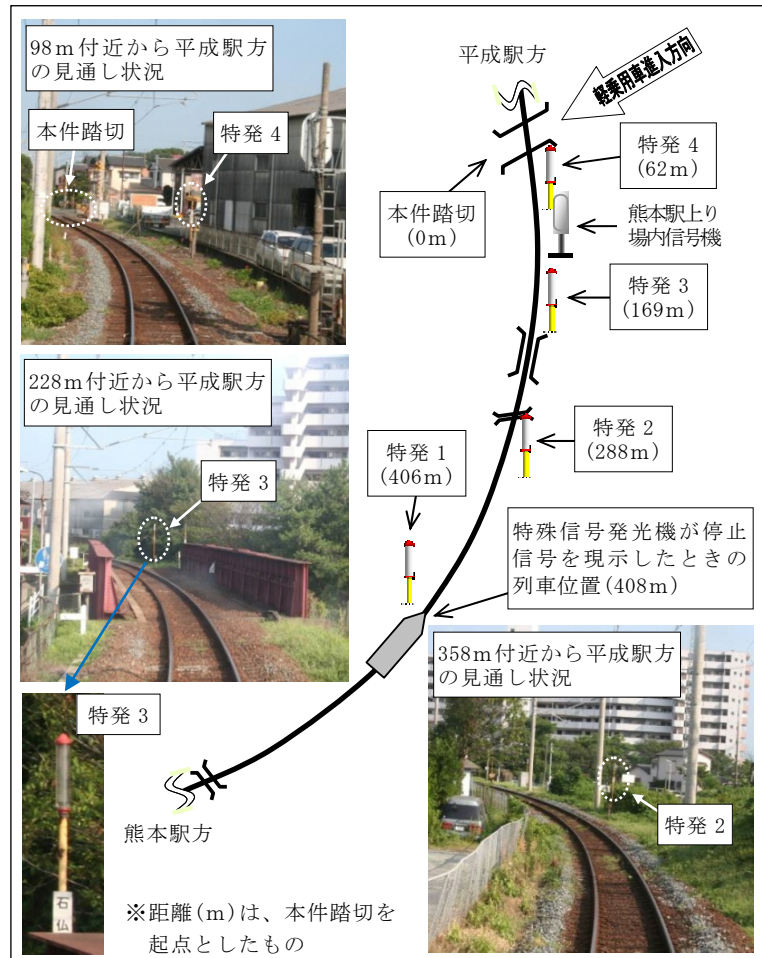 98m付近から平成駅方
の見通し状況
本件踏切
特発 4
平成駅方
軽乗用車進入方向
特発 4
(62m)
本件踏切
(0m)
熊本駅上り
場内信号機
特発 3
(169m)
228m付近から平成駅方
の見通し状況
特発 3
特発 1
(406m)
特発 2
(288m)
特殊信号発光機が停止
信号を現示したときの
列車位置(408m)
358m付近から平成駅方
の見通し状況
特発 2
特発 3
石仏
熊本駅方
※距離(m)は、本件踏切を
起点としたもの